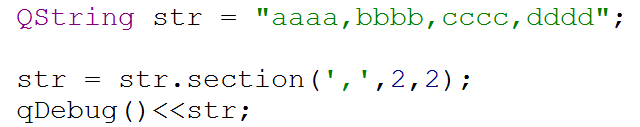 QString str = "aaaa,bbbb,cccc,dddd";
str = str.section(',',2,2);
qDebug()<<str;